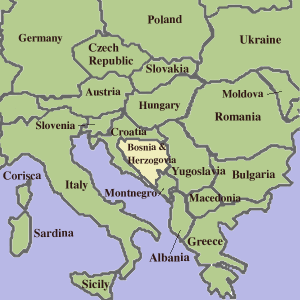 Poland
Germany
Ukraine
Czech
Republic
Slovakia
Austria
Moldova
Hungary
Romania
Slovenia
Croatia
Bosnia &
Herzogovia
Corisca
Yugoslavia
Bulgaria
Italy
Montnegro
Macedonia
Sardina
Greece
Albania
Sicily